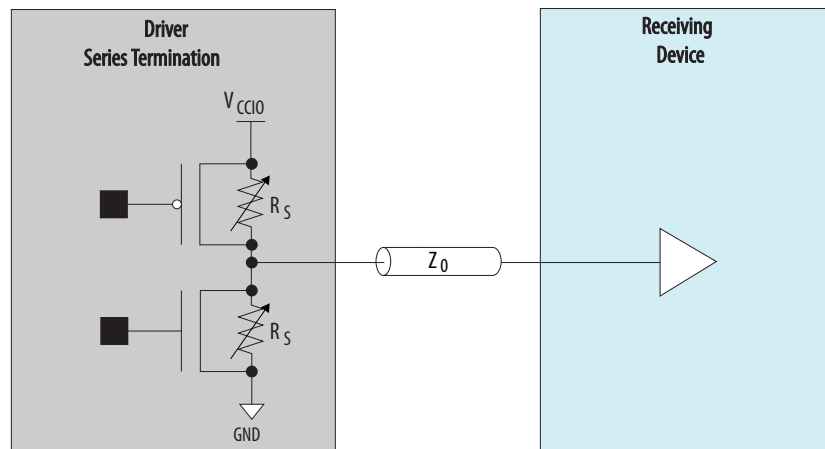 Driver
Series Termination
V CCIO
R S
R S
GND
Z 0
Receiving
Device